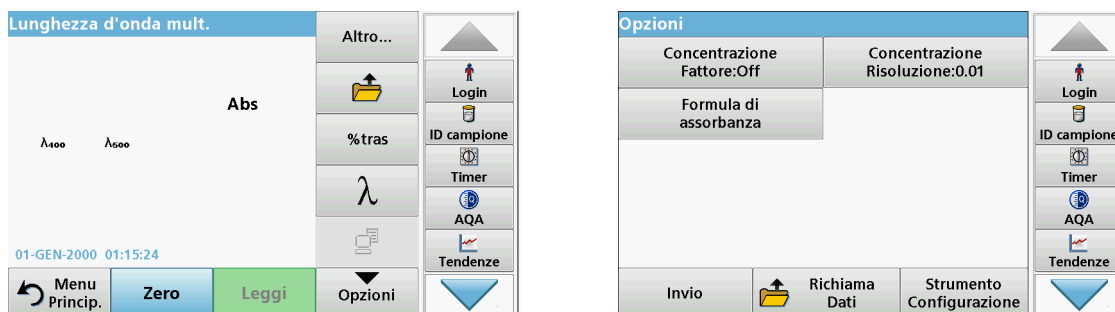 Lunghezza d'onda mult.
Altro...
Abs
%tras
λ₄₀₀ λ₅₀₀
λ
01-GEN-2000 01:15:24
Menu
Princip.
Zero
Leggi
Opzioni
Login
ID campione
Timer
AQA
Tendenze
Opzioni
Concentrazione
Fattore:Off
Concentrazione
Risoluzione:0.01
Formula di
assorbanza
Invio
Richiama
Dati
Strumento
Configurazione
Login
ID campione
Timer
AQA
Tendenze